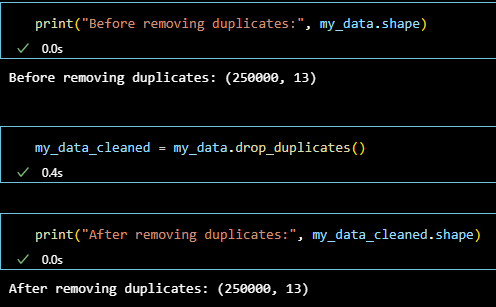 print("Before removing duplicates:", my_data.shape)
✓ 0.0s
Before removing duplicates: (250000, 13)
my_data_cleaned = my_data.drop_duplicates()
✓ 0.4s
print("After removing duplicates:", my_data_cleaned.shape)
✓ 0.0s
After removing duplicates: (250000, 13)